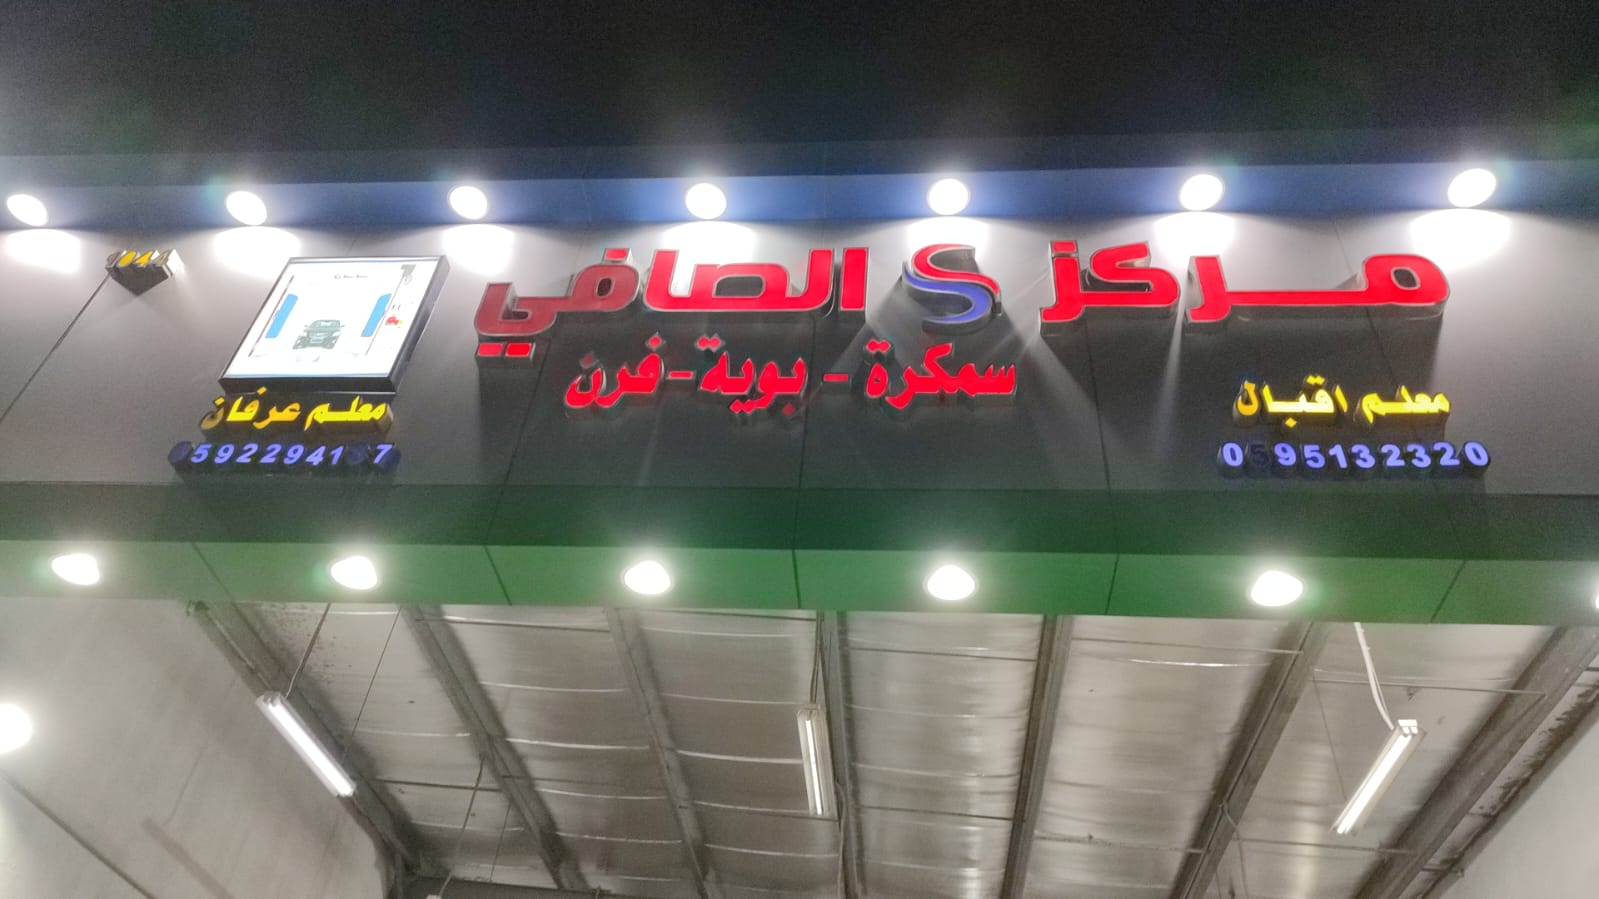 مركز الصافي
سمكرة - بوية - فرن
معلم اقبال
0595132320
معلم عرفان